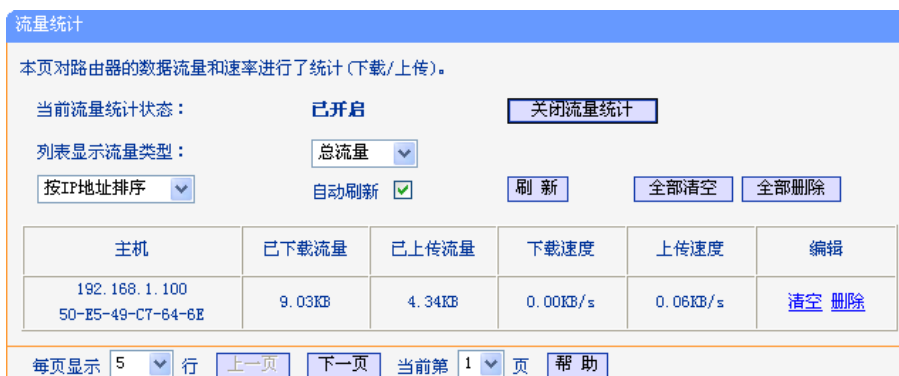 流量统计
本页对路由器的数据流量和速率进行了统计(下载/上传)。
当前流量统计状态： 已开启 关闭流量统计
列表显示流量类型： 总流量
按IP地址排序 自动刷新 刷 新 全部清空 全部删除
主机 已下载流量 已上传流量 下载速度 上传速度 编辑
192.168.1.100
50-E5-49-C7-64-6E 9.03KB 4.34KB 0.00KB/s 0.06KB/s 清空 删除
每页显示 5 行 上一页 下一页 当前第 1 页 帮 助